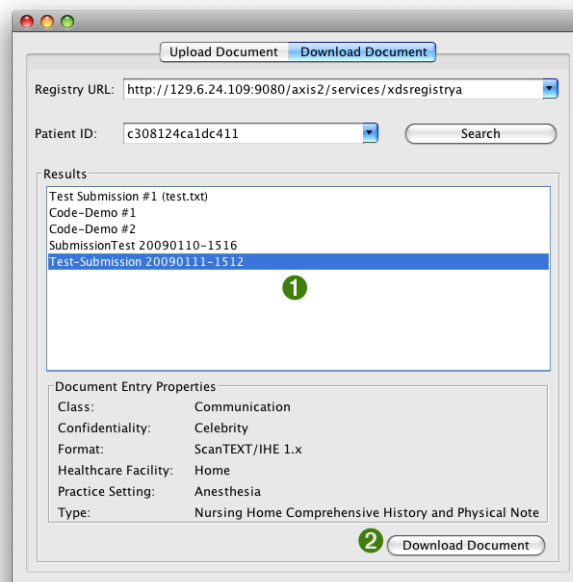 Upload Document Download Document
Registry URL: http://129.6.24.109:9080/axis2/services/xdsregistrya
Patient ID: c308124ca1dc411 Search
Results
Test Submission #1 (test.txt)
Code-Demo #1
Code-Demo #2
SubmissionTest 20090110-1516
Test-Submission 20090111-1512
1
Document Entry Properties
Class: Communication
Confidentiality: Celebrity
Format: ScanTEXT/IHE 1.x
Healthcare Facility: Home
Practice Setting: Anesthesia
Type: Nursing Home Comprehensive History and Physical Note
2 Download Document